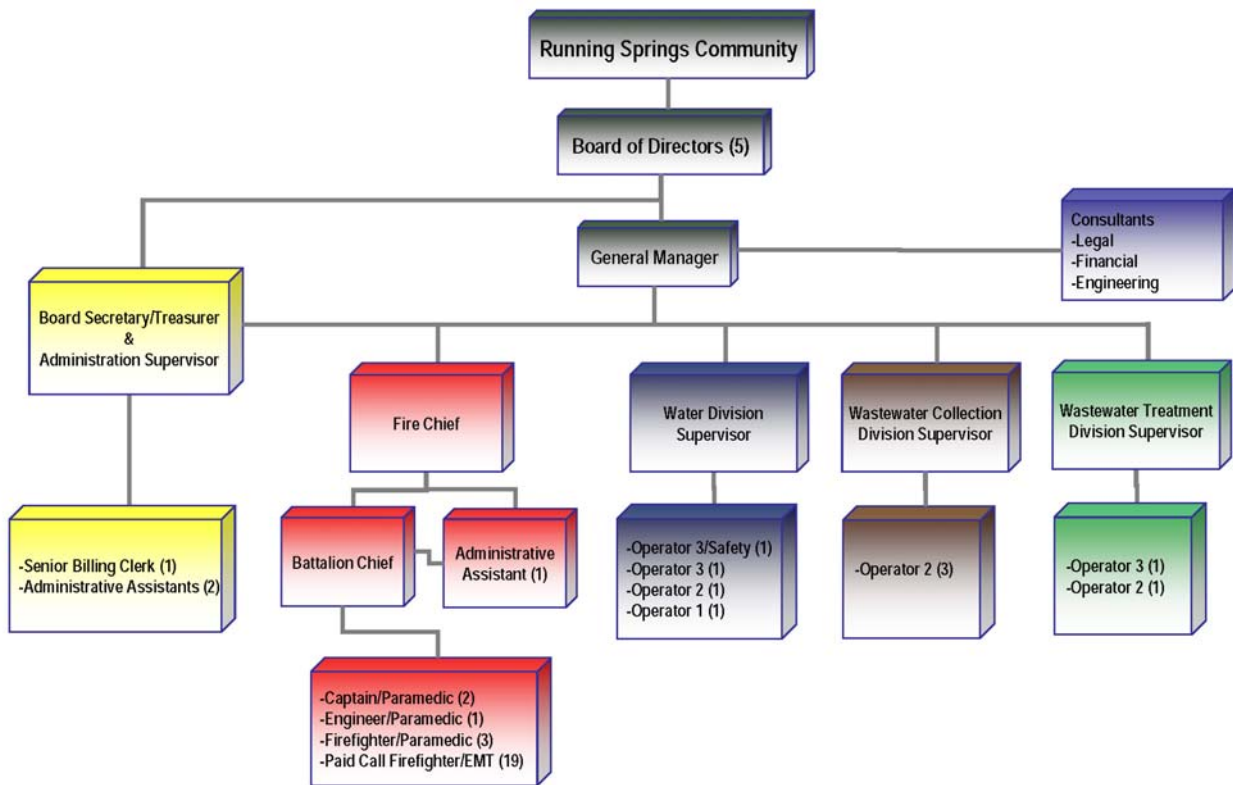 Running Springs Community
Board of Directors (5)
General Manager
Consultants
-Legal
-Financial
-Engineering
Board Secretary/Treasurer
&
Administration Supervisor
Fire Chief
Water Division
Supervisor
Wastewater Collection
Division Supervisor
Wastewater Treatment
Division Supervisor
-Senior Billing Clerk (1)
-Administrative Assistants (2)
Battalion Chief
Administrative
Assistant (1)
-Operator 3/Safety (1)
-Operator 3 (1)
-Operator 2 (1)
-Operator 1 (1)
-Operator 2 (3)
-Operator 3 (1)
-Operator 2 (1)
-Captain/Paramedic (2)
-Engineer/Paramedic (1)
-Firefighter/Paramedic (3)
-Paid Call Firefighter/EMT (19)